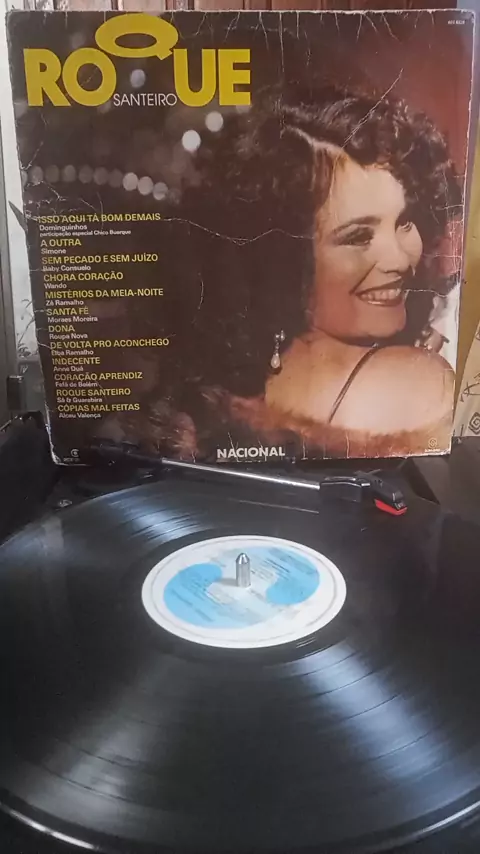 ROQUE
SANTEIRO
ISSO AQUI TÁ BOM DEMAIS
Dominguinhos
participação especial Chico Buarque
A OUTRA
Simone
SEM PECADO E SEM JUÍZO
Baby Consuelo
CHORA CORAÇÃO
Wando
MISTÉRIOS DA MEIA-NOITE
Zé Ramalho
SANTA FÉ
Moraes Moreira
DONA
Roupa Nova
DE VOLTA PRO ACONCHEGO
Elba Ramalho
INDECENTE
Anne Duá
CORAÇÃO APRENDIZ
Fafá de Belém
ROQUE SANTEIRO
Sá & Guarabira
CÓPIAS MAL FEITAS
Alceu Valença
NACIONAL